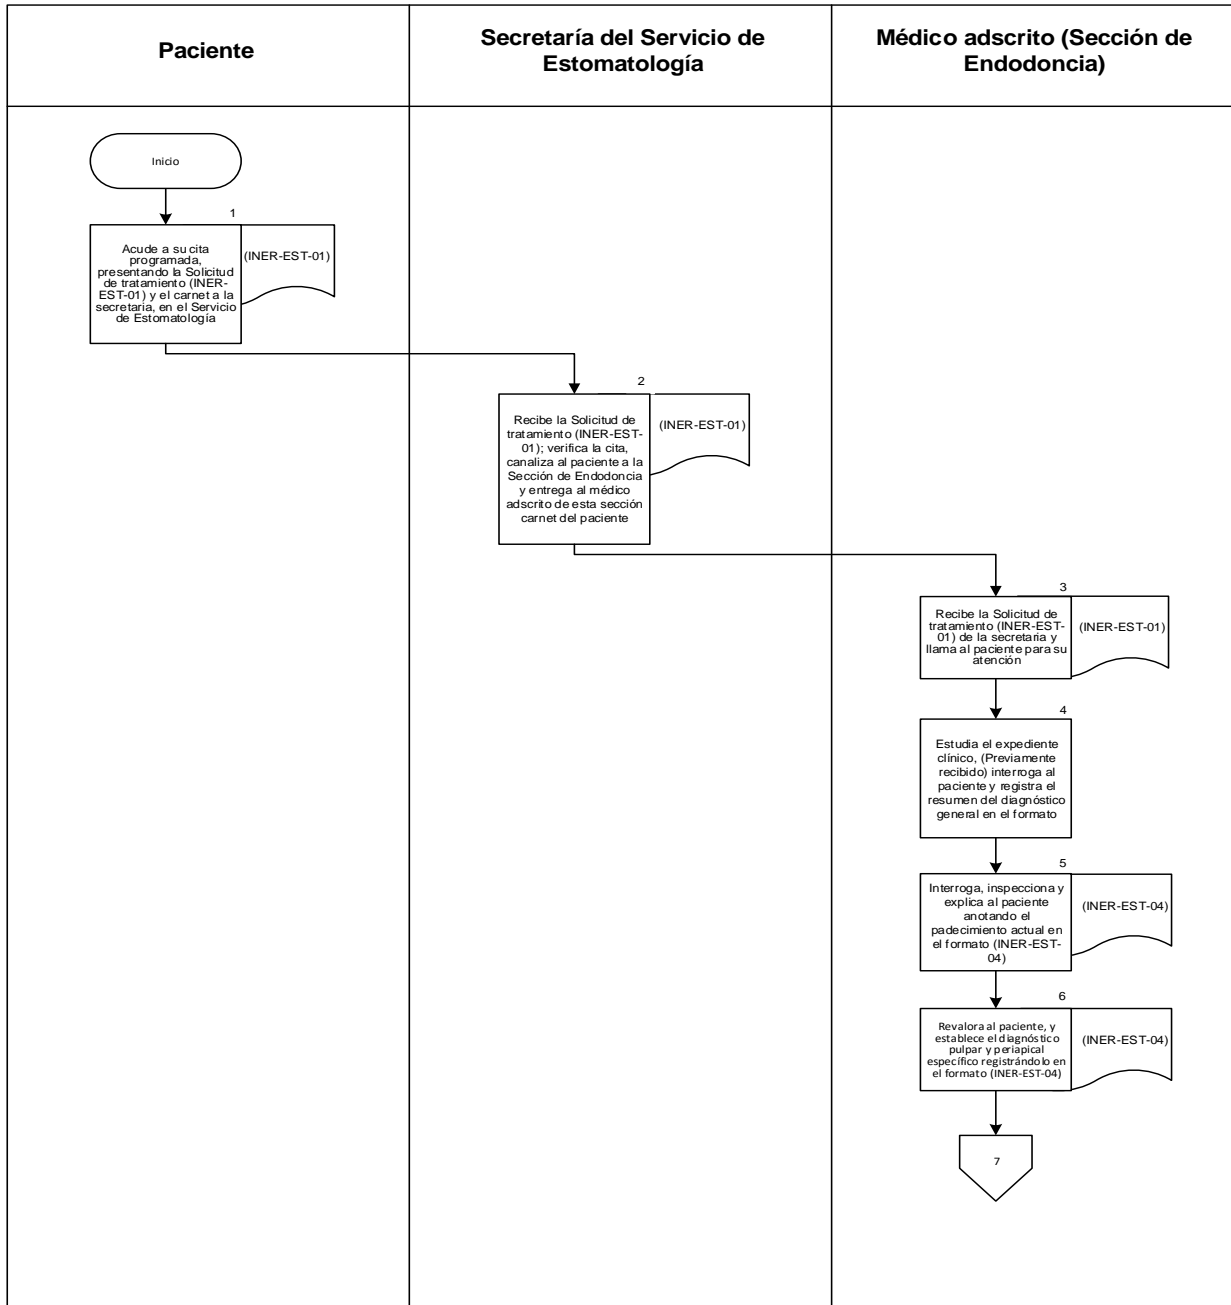 Paciente
Secretaría del Servicio de
Estomatología
Médico adscrito (Sección de
Endodoncia)
Inicio
1
Acude a su cita
programada,
presentando la Solicitud
de tratamiento (INER-
EST-01) y el carnet a la
secretaria, en el Servicio
de Estomatología
(INER-EST-01)
2
Recibe la Solicitud de
tratamiento (INER-EST-
01); verifica la cita,
canaliza al paciente a la
Sección de Endodoncia
y entrega al médico
adscrito de esta sección
carnet del paciente
(INER-EST-01)
3
Recibe la Solicitud de
tratamiento (INER-EST-
01) de la secretaria y
llama al paciente para su
atención
(INER-EST-01)
4
Estudia el expediente
clínico, (Previamente
recibido) interroga al
paciente y registra el
resumen del diagnóstico
general en el formato
5
Interroga, inspecciona y
explica al paciente
anotando el
padecimiento actual en
el formato (INER-EST-
04)
(INER-EST-04)
6
Revalora al paciente, y
establece el diagnóstico
pulpar y periapical
específico registrándolo en
el formato (INER-EST-04)
(INER-EST-04)
7